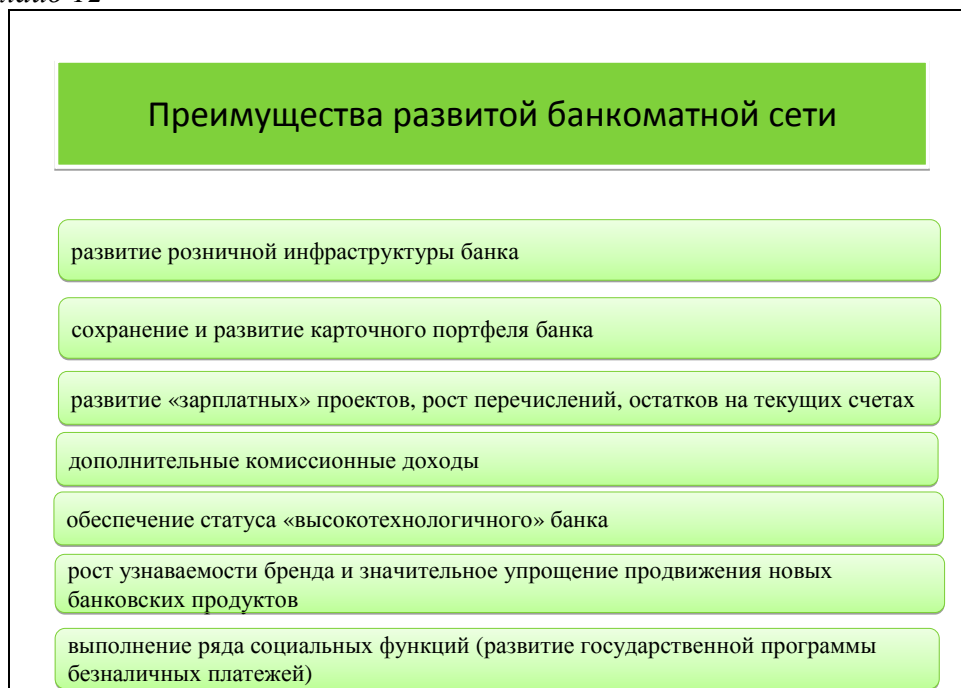 12
Преимущества развитой банкоматной сети
развитие розничной инфраструктуры банка
сохранение и развитие карточного портфеля банка
развитие «зарплатных» проектов, рост перечислений, остатков на текущих счетах
дополнительные комиссионные доходы
обеспечение статуса «высокотехнологичного» банка
рост узнаваемости бренда и значительное упрощение продвижения новых
банковских продуктов
выполнение ряда социальных функций (развитие государственной программы
безналичных платежей)